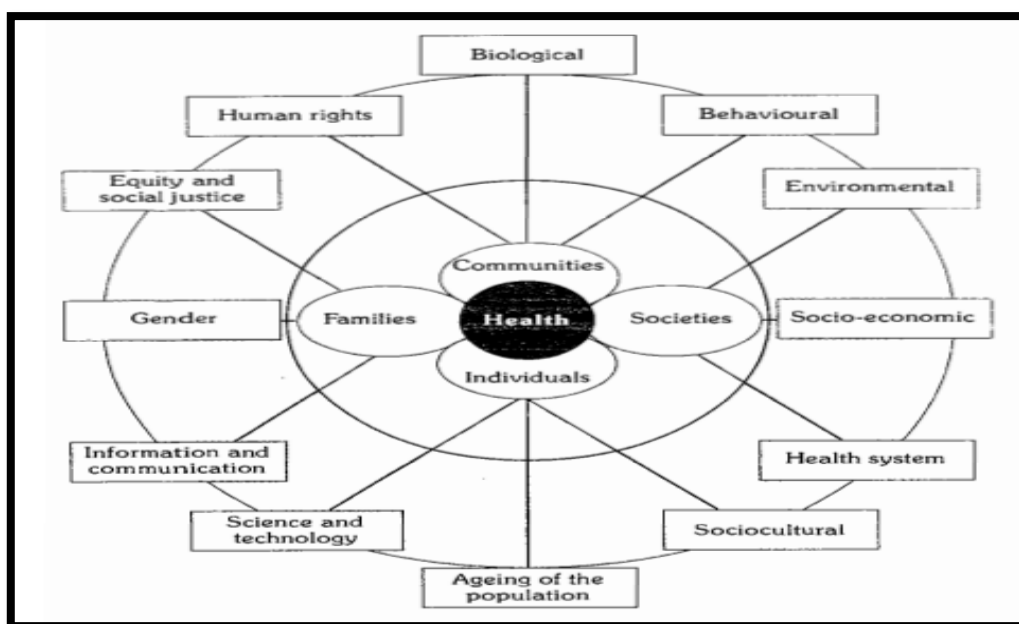 Biological
Human rights
Behavioural
Equity and
social justice
Environmental
Communities
Gender
Families
Health
Societies
Socio-economic
Individuals
Information and
communication
Health system
Science and
technology
Sociocultural
Ageing of the
population